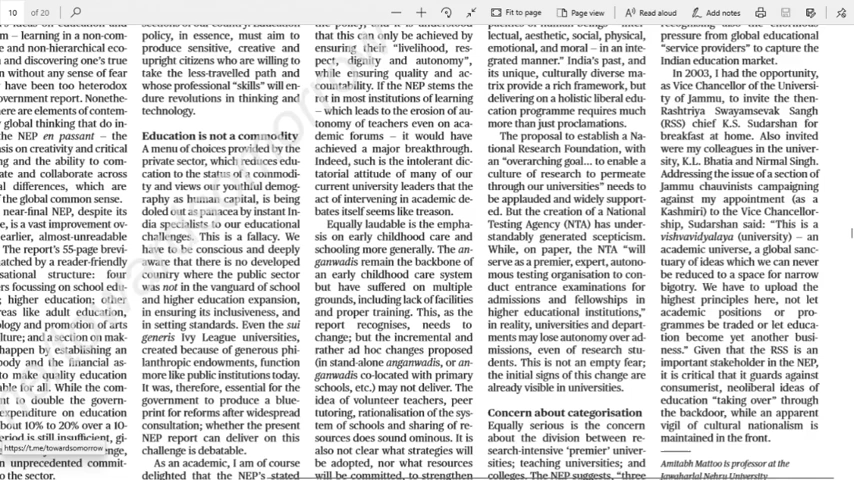 10 of 20
Fit to page
Page view
Read aloud
Add notes
ideas of education and
m – learning in a non-com-
e and non-hierarchical eco-
and discovering one's true
n without any sense of fear
have been too heterodox
overnment report. Nonethe-
ere are elements of contem-
global thinking that do in-
he NEP en passant – the
asis on creativity and critical
ng and the ability to com-
ate and collaborate across
al differences, which are
of the global common sense.
near-final NEP, despite its
e, is a vast improvement ov-
earlier, almost-unreadable
The report's 55-page brevi-
atched by a reader-friendly
sational structure: four
rs focussing on school edu-
; higher education; other
reas like adult education,
ology and promotion of arts
lture; and a section on mak-
happen by establishing an
body and the financial as-
to make quality education
able for all. While the com-
nt to double the govern-
expenditure on education
bout 10% to 20% over a 10-
eriod is still insufficient, gi-
enge,
n unprecedented commit-
o the sector.
https://t.me/towardsomorrow
policy, in essence, must aim to
produce sensitive, creative and
upright citizens who are willing to
take the less-travelled path and
whose professional "skills" will en-
dure revolutions in thinking and
technology.
Education is not a commodity
A menu of choices provided by the
private sector, which reduces edu-
cation to the status of a commodi-
ty and views our youthful demog-
raphy as human capital, is being
doled out as panacea by instant In-
dia specialists to our educational
challenges. This is a fallacy. We
have to be conscious and deeply
aware that there is no developed
country where the public sector
was not in the vanguard of school
and higher education expansion,
in ensuring its inclusiveness, and
in setting standards. Even the sui
generis Ivy League universities,
created because of generous phi-
lanthropic endowments, function
more like public institutions today.
It was, therefore, essential for the
government to produce a blue-
print for reforms after widespread
consultation; whether the present
NEP report can deliver on this
challenge is debatable.
As an academic, I am of course
delighted that the NEP's stated
the policy, and it is understood
that this can only be achieved by
ensuring their "livelihood, res-
pect, dignity and autonomy",
while ensuring quality and ac-
countability. If the NEP stems the
rot in most institutions of learning
– which leads to the erosion of au-
tonomy of teachers even on aca-
demic forums – it would have
achieved a major breakthrough.
Indeed, such is the intolerant dic-
tatorial attitude of many of our
current university leaders that the
act of intervening in academic de-
bates itself seems like treason.
Equally laudable is the empha-
sis on early childhood care and
schooling more generally. The an-
ganwadis remain the backbone of
an early childhood care system
but have suffered on multiple
grounds, including lack of facilities
and proper training. This, as the
report recognises, needs to
change; but the incremental and
rather ad hoc changes proposed
(in stand-alone anganwadis, or an-
ganwadis co-located with primary
schools, etc.) may not deliver. The
idea of volunteer teachers, peer
tutoring, rationalisation of the sys-
tem of schools and sharing of re-
sources does sound ominous. It is
also not clear what strategies will
be adopted, nor what resources
will be committed, to strengthen
lectual, aesthetic, social, physical,
emotional, and moral – in an inte-
grated manner." India's past, and
its unique, culturally diverse ma-
trix provide a rich framework, but
delivering on a holistic liberal edu-
cation programme requires much
more than just proclamations.
The proposal to establish a Na-
tional Research Foundation, with
an "overarching goal... to enable a
culture of research to permeate
through our universities" needs to
be applauded and widely support-
ed. But the creation of a National
Testing Agency (NTA) has under-
standably generated scepticism.
While, on paper, the NTA "will
serve as a premier, expert, autono-
mous testing organisation to con-
duct entrance examinations for
admissions and fellowships in
higher educational institutions,"
in reality, universities and depart-
ments may lose autonomy over ad-
missions, even of research stu-
dents. This is not an empty fear;
the initial signs of this change are
already visible in universities.
Concern about categorisation
Equally serious is the concern
about the division between re-
search-intensive 'premier' univer-
sities; teaching universities; and
colleges. The NEP suggests, "three
recognising also the enormous
pressure from global educational
"service providers" to capture the
Indian education market.
In 2003, I had the opportunity,
as Vice Chancellor of the Universi-
ty of Jammu, to invite the then-
Rashtriya Swayamsevak Sangh
(RSS) chief K.S. Sudarshan for
breakfast at home. Also invited
were my colleagues in the univer-
sity, K.L. Bhatia and Nirmal Singh.
Addressing the issue of a section of
Jammu chauvinists campaigning
against my appointment (as a
Kashmiri) to the Vice Chancellor-
ship, Sudarshan said: "This is a
vishwavidyalaya (university) – an
academic universe, a global sanc-
tuary of ideas which we can never
be reduced to a space for narrow
bigotry. We have to upload the
highest principles here, not let
academic positions or pro-
grammes be traded or let educa-
tion become yet another busi-
ness." Given that the RSS is an
important stakeholder in the NEP,
it is critical that it guards against
consumerist, neoliberal ideas of
education "taking over" through
the backdoor, while an apparent
vigil of cultural nationalism is
maintained in the front.
Amitabh Mattoo is professor at the
Jawaharlal Nehru University